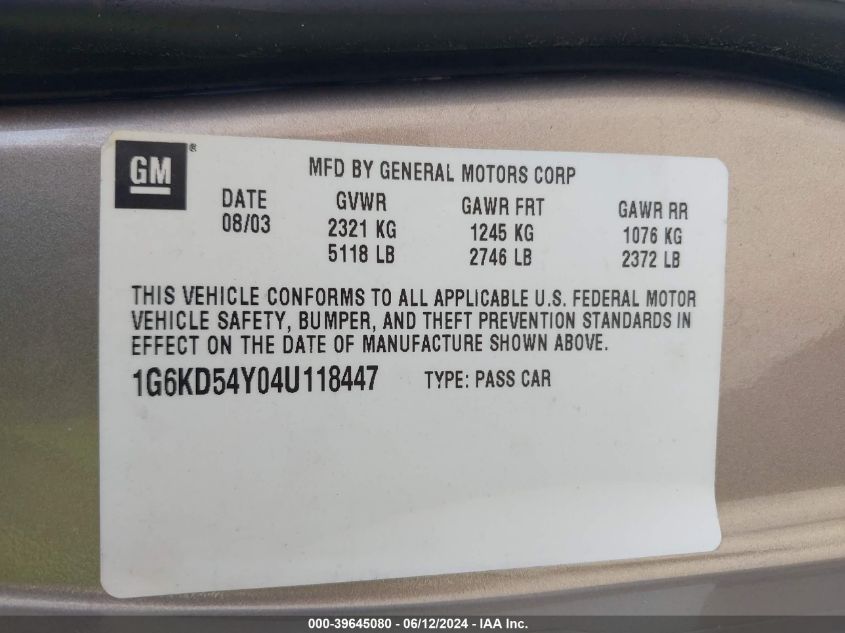 GM®
MFD BY GENERAL MOTORS CORP
DATE GVWR GAWR FRT GAWR RR
08/03 2321 KG 1245 KG 1076 KG
5118 LB 2746 LB 2372 LB
THIS VEHICLE CONFORMS TO ALL APPLICABLE U.S. FEDERAL MOTOR
VEHICLE SAFETY, BUMPER, AND THEFT PREVENTION STANDARDS IN
EFFECT ON THE DATE OF MANUFACTURE SHOWN ABOVE.
1G6KD54Y04U118447 TYPE: PASS CAR
000-39645080 - 06/12/2024 - IAA Inc.